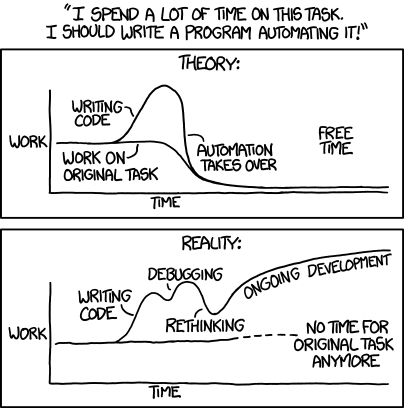 "I SPEND A LOT OF TIME ON THIS TASK.
I SHOULD WRITE A PROGRAM AUTOMATING IT!"
THEORY:
WRITING
CODE
WORK
WORK ON
ORIGINAL TASK
AUTOMATION
TAKES OVER
FREE
TIME
TIME
REALITY:
DEBUGGING
WRITING
CODE
RETHINKING
ONGOING DEVELOPMENT
WORK
NO TIME FOR
ORIGINAL TASK
ANYMORE
TIME